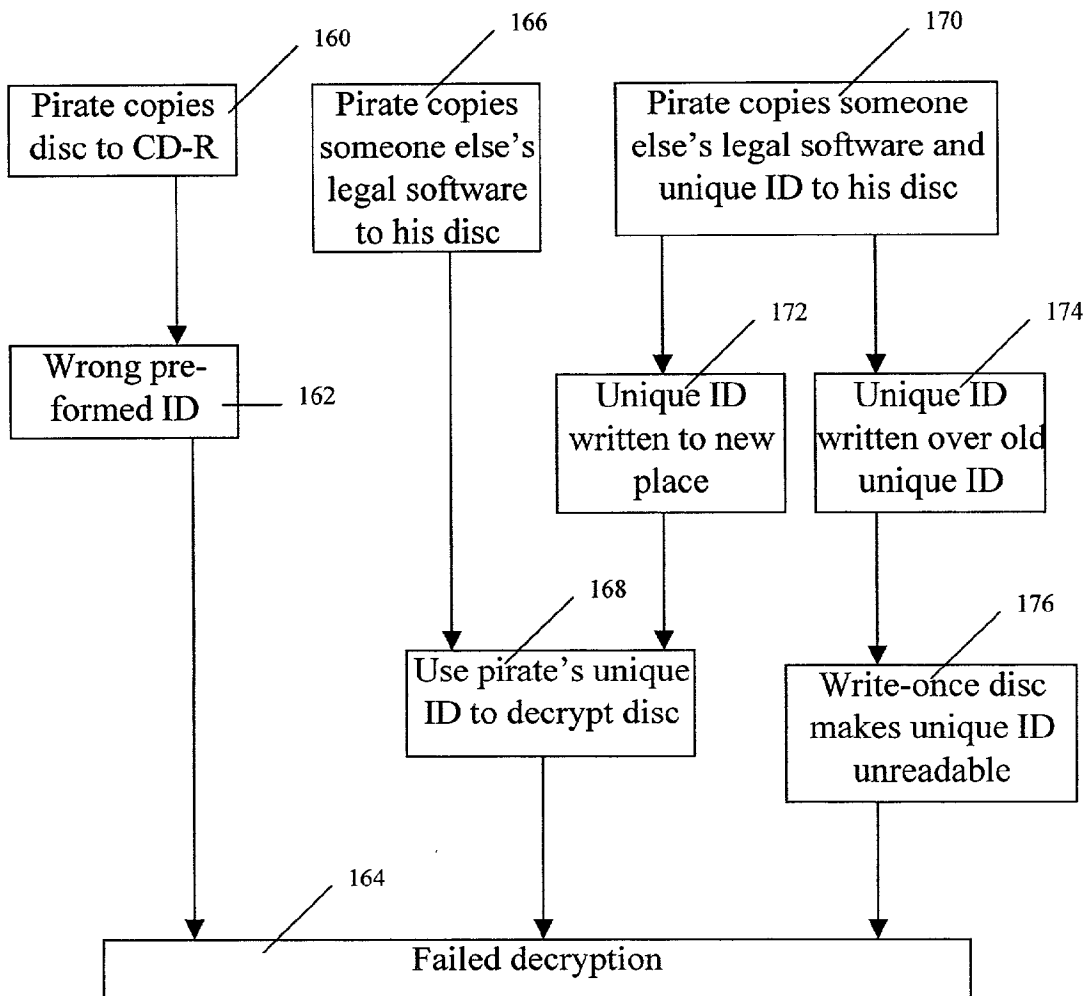 160
Pirate copies
disc to CD-R
166
Pirate copies
someone else's
legal software
to his disc
170
Pirate copies someone
else's legal software and
unique ID to his disc
Wrong pre-
formed ID
162
172
Unique ID
written to new
place
174
Unique ID
written over old
unique ID
168
Use pirate's unique
ID to decrypt disc
176
Write-once disc
makes unique ID
unreadable
164
Failed decryption